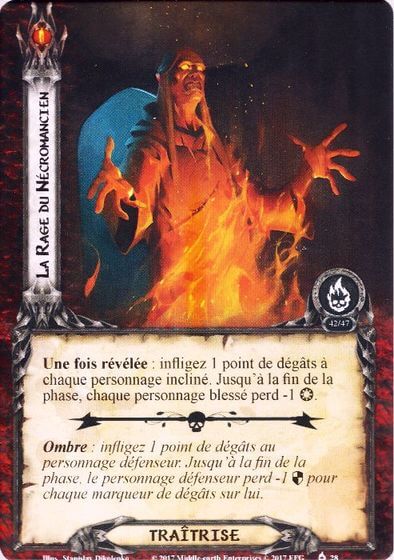 LA RAGE DU NÉCROMANCIEN
42/47
Une fois révélée : infligez 1 point de dégâts à
chaque personnage incliné. Jusqu'à la fin de la
phase, chaque personnage blessé perd -1
Ombre : infligez 1 point de dégâts au
personnage défenseur. Jusqu'à la fin de la
phase, le personnage défenseur perd -1 pour
chaque marqueur de dégâts sur lui.
TRAÎTRISE
Illus. Stanislav Dikolenko © 2017 Middle-earth Enterprises © 2017 FFG 28